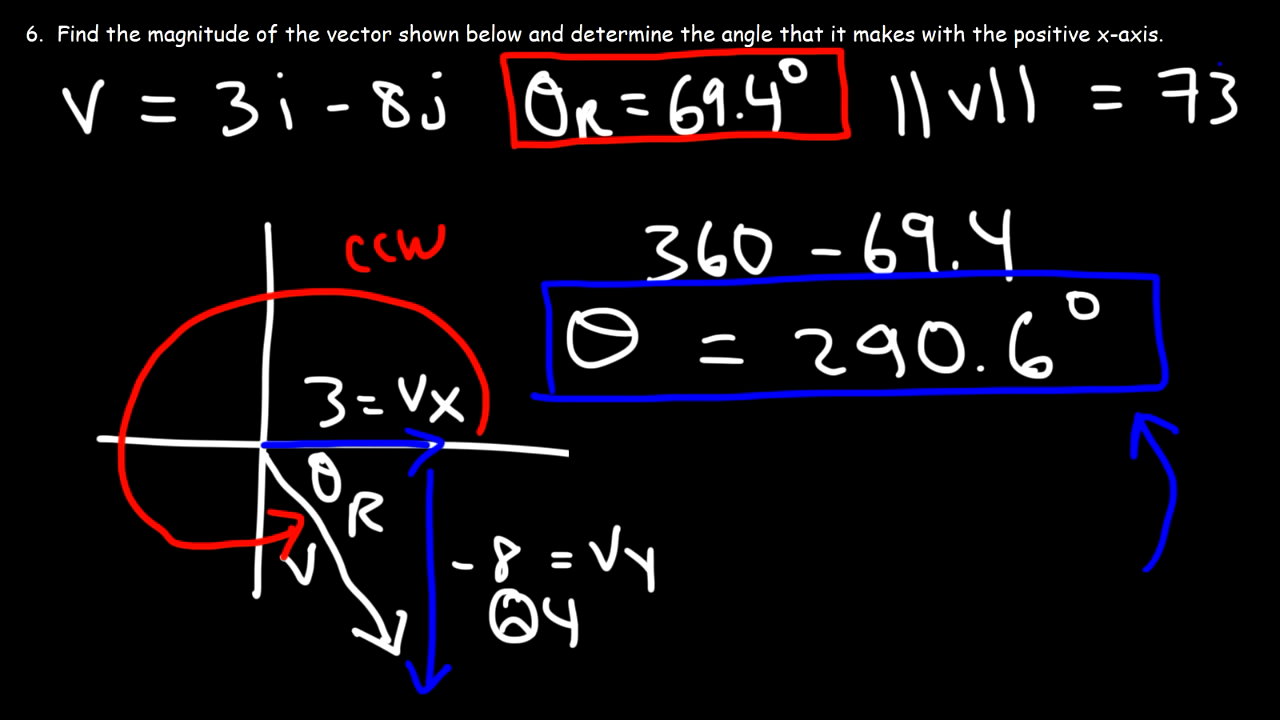 6. Find the magnitude of the vector shown below and determine the angle that it makes with the positive x-axis.
V = 3i - 8j
θR = 69.4°
||v|| = 73
ccw
360 - 69.4
θ = 290.6°
3 = Vx
θR
V
-8 = Vy
y